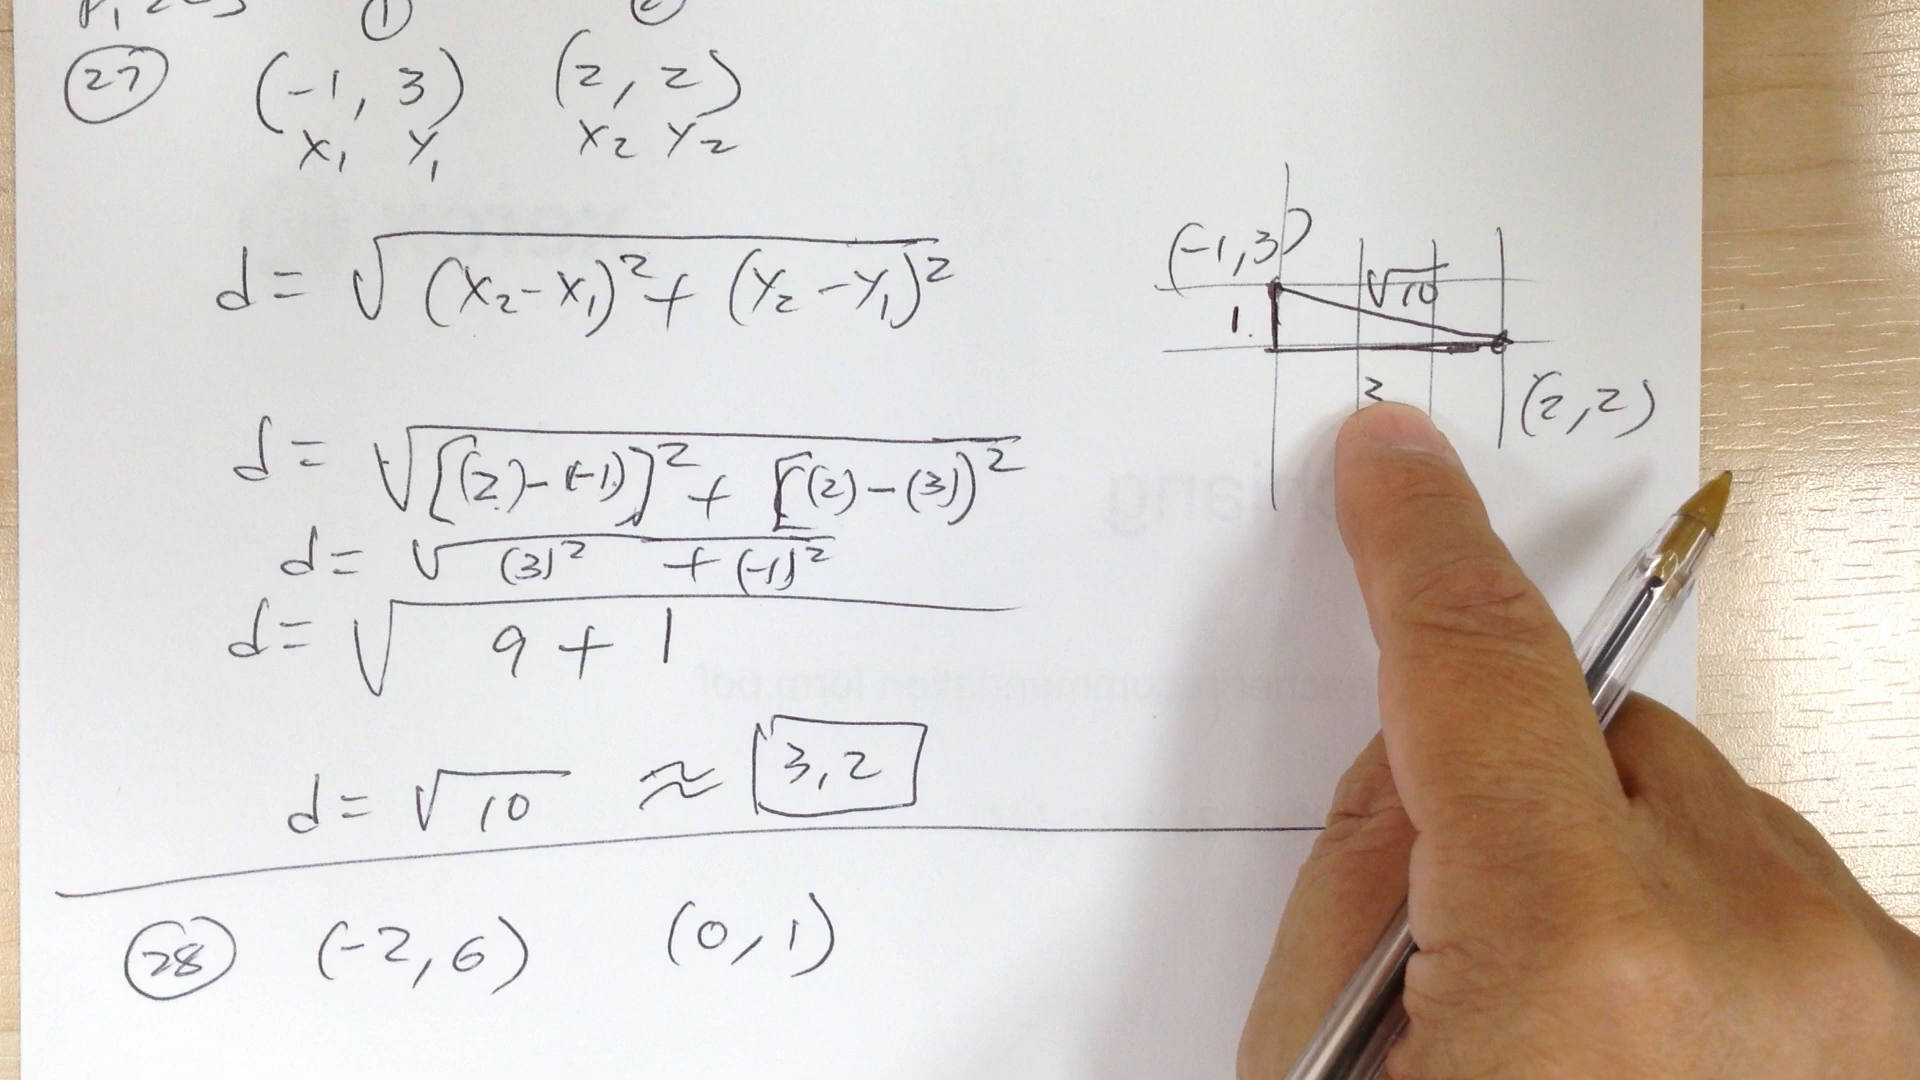 (27) (-1, 3) (2, 2)
x₁ y₁ x₂ y₂
d = √(x₂-x₁)² + (y₂-y₁)²
d = √[(2)-(-1)]² + [(2)-(3))²
d = √(3)² + (-1)²
d = √9 + 1
d = √10 ≈ 3,2
(28) (-2, 6) (0, 1)
(-1, 3)
√10
1.
(2, 2)